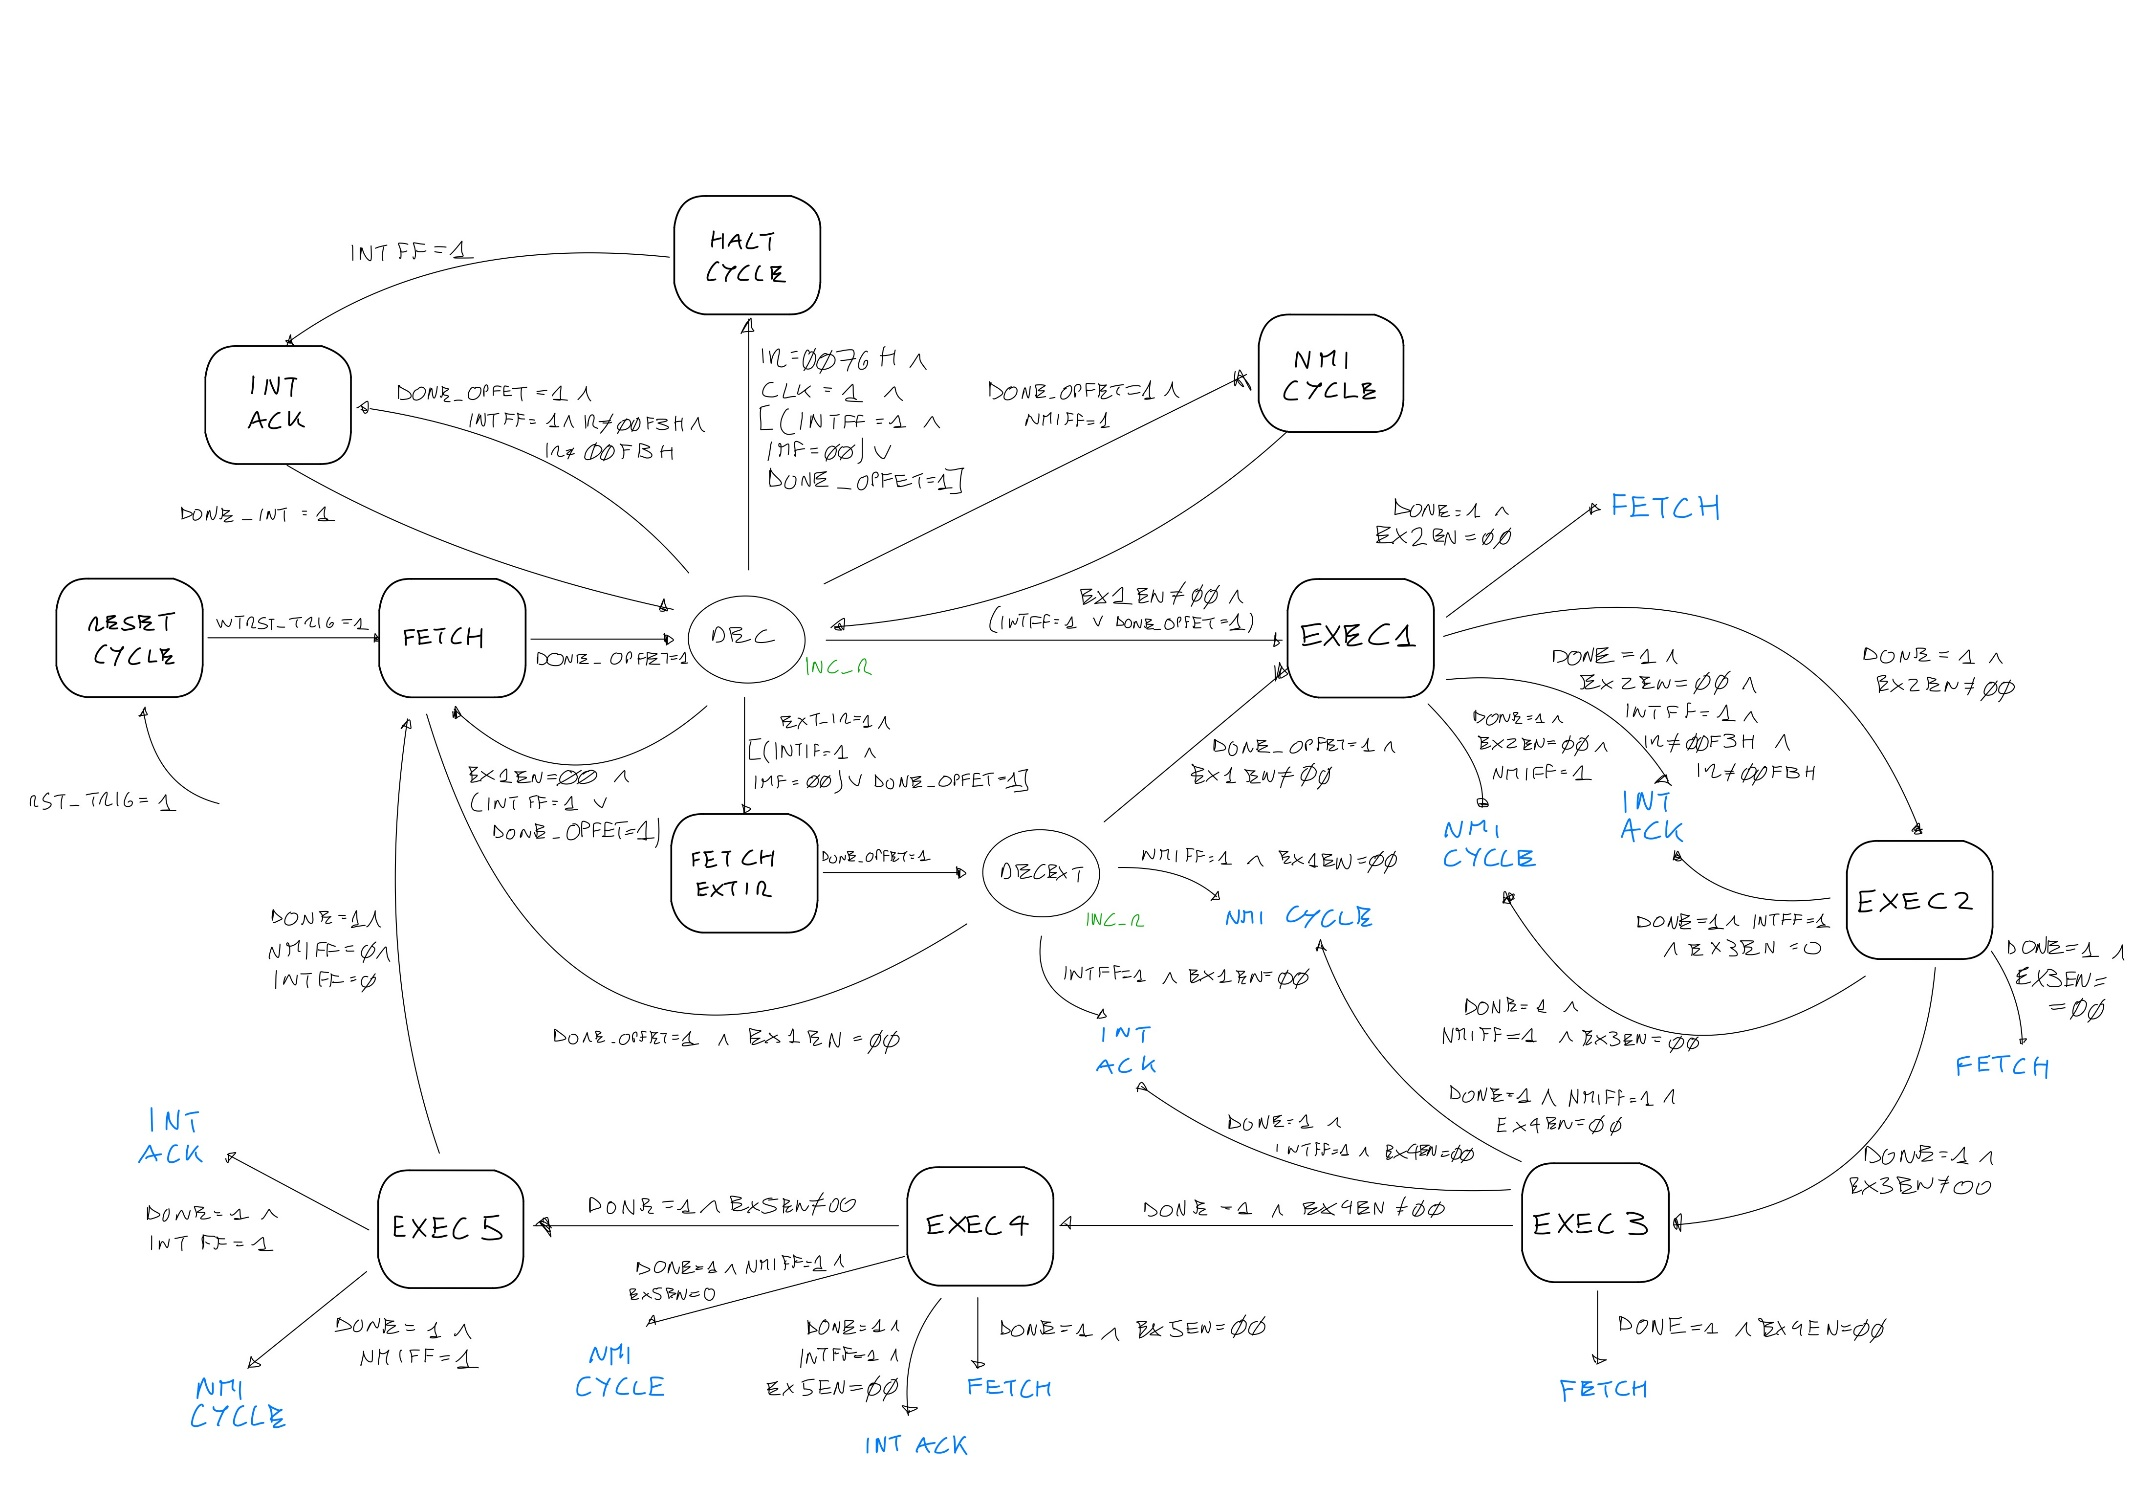 HALT
CYCLE
INTFF=1
INT
ACK
DONE_OPFET=1 ∧
INTFF=1 ∧ IR≠00F3H ∧
IR≠00FBH
IR=0076H ∧
CLK=1 ∧
[(INTFF=1 ∧
IMF=00) ∨
DONE_OPFET=1]
DONE_OPFET=1 ∧
NMIFF=1
NMI
CYCLE
DONE_INT=1
DONE=1 ∧
EX2EN=00
FETCH
RESET
CYCLE
WTRST_TRIG=1
FETCH
DONE_OPFET=1
DEC
INC_R
EX1EN≠00 ∧
(INTFF=1 ∨ DONE_OPFET=1)
EXEC1
DONE=1 ∧
EX2EN=00 ∧
INTFF=1 ∧
IR≠00F3H ∧
IR≠00FBH
DONE=1 ∧
EX2EN≠00
DONE=1 ∧
EX2EN=00 ∧
NMIFF=1
RST_TRIG=1
EX1EN=00 ∧
(INTFF=1 ∨
DONE_OPFET=1)
EXT_IR=1 ∧
[(INTIF=1 ∧
IMF=00) ∨ DONE_OPFET=1]
DONE_OPFET=1 ∧
EX1EN≠00
INT
ACK
NMI
CYCLE
FETCH
EXTIR
DONE_OPFET=1
DECEXT
INC_R
NMIFF=1 ∧ EX1EN=00
NMI CYCLE
EXEC2
DONE=1 ∧ INTFF=1
∧ EX3EN=0
DONE=1 ∧
EX3EN=
=00
FETCH
DONE=1 ∧
NMIFF=0 ∧
INTFF=0
INTFF=1 ∧ EX1EN=00
INT
ACK
DONE=1 ∧
NMIFF=1 ∧ EX3EN=00
DONE_OPFET=1 ∧ EX1EN=00
DONE=1 ∧ NMIFF=1 ∧
EX4EN=00
DONE=1 ∧
INTFF=1 ∧ EX4EN=00
DONE=1 ∧
EX3EN≠00
INT
ACK
DONE=1 ∧
INTFF=1
EXEC5
DONE=1 ∧ EX5EN≠00
EXEC4
DONE=1 ∧ EX4EN≠00
EXEC3
DONE=1 ∧ NMIFF=1 ∧
EX5EN=0
DONE=1 ∧
NMIFF=1
NMI
CYCLE
NMI
CYCLE
DONE=1 ∧
INTFF=1 ∧
EX5EN=00
INT ACK
DONE=1 ∧ EX5EN=00
FETCH
DONE=1 ∧ EX4EN=00
FETCH